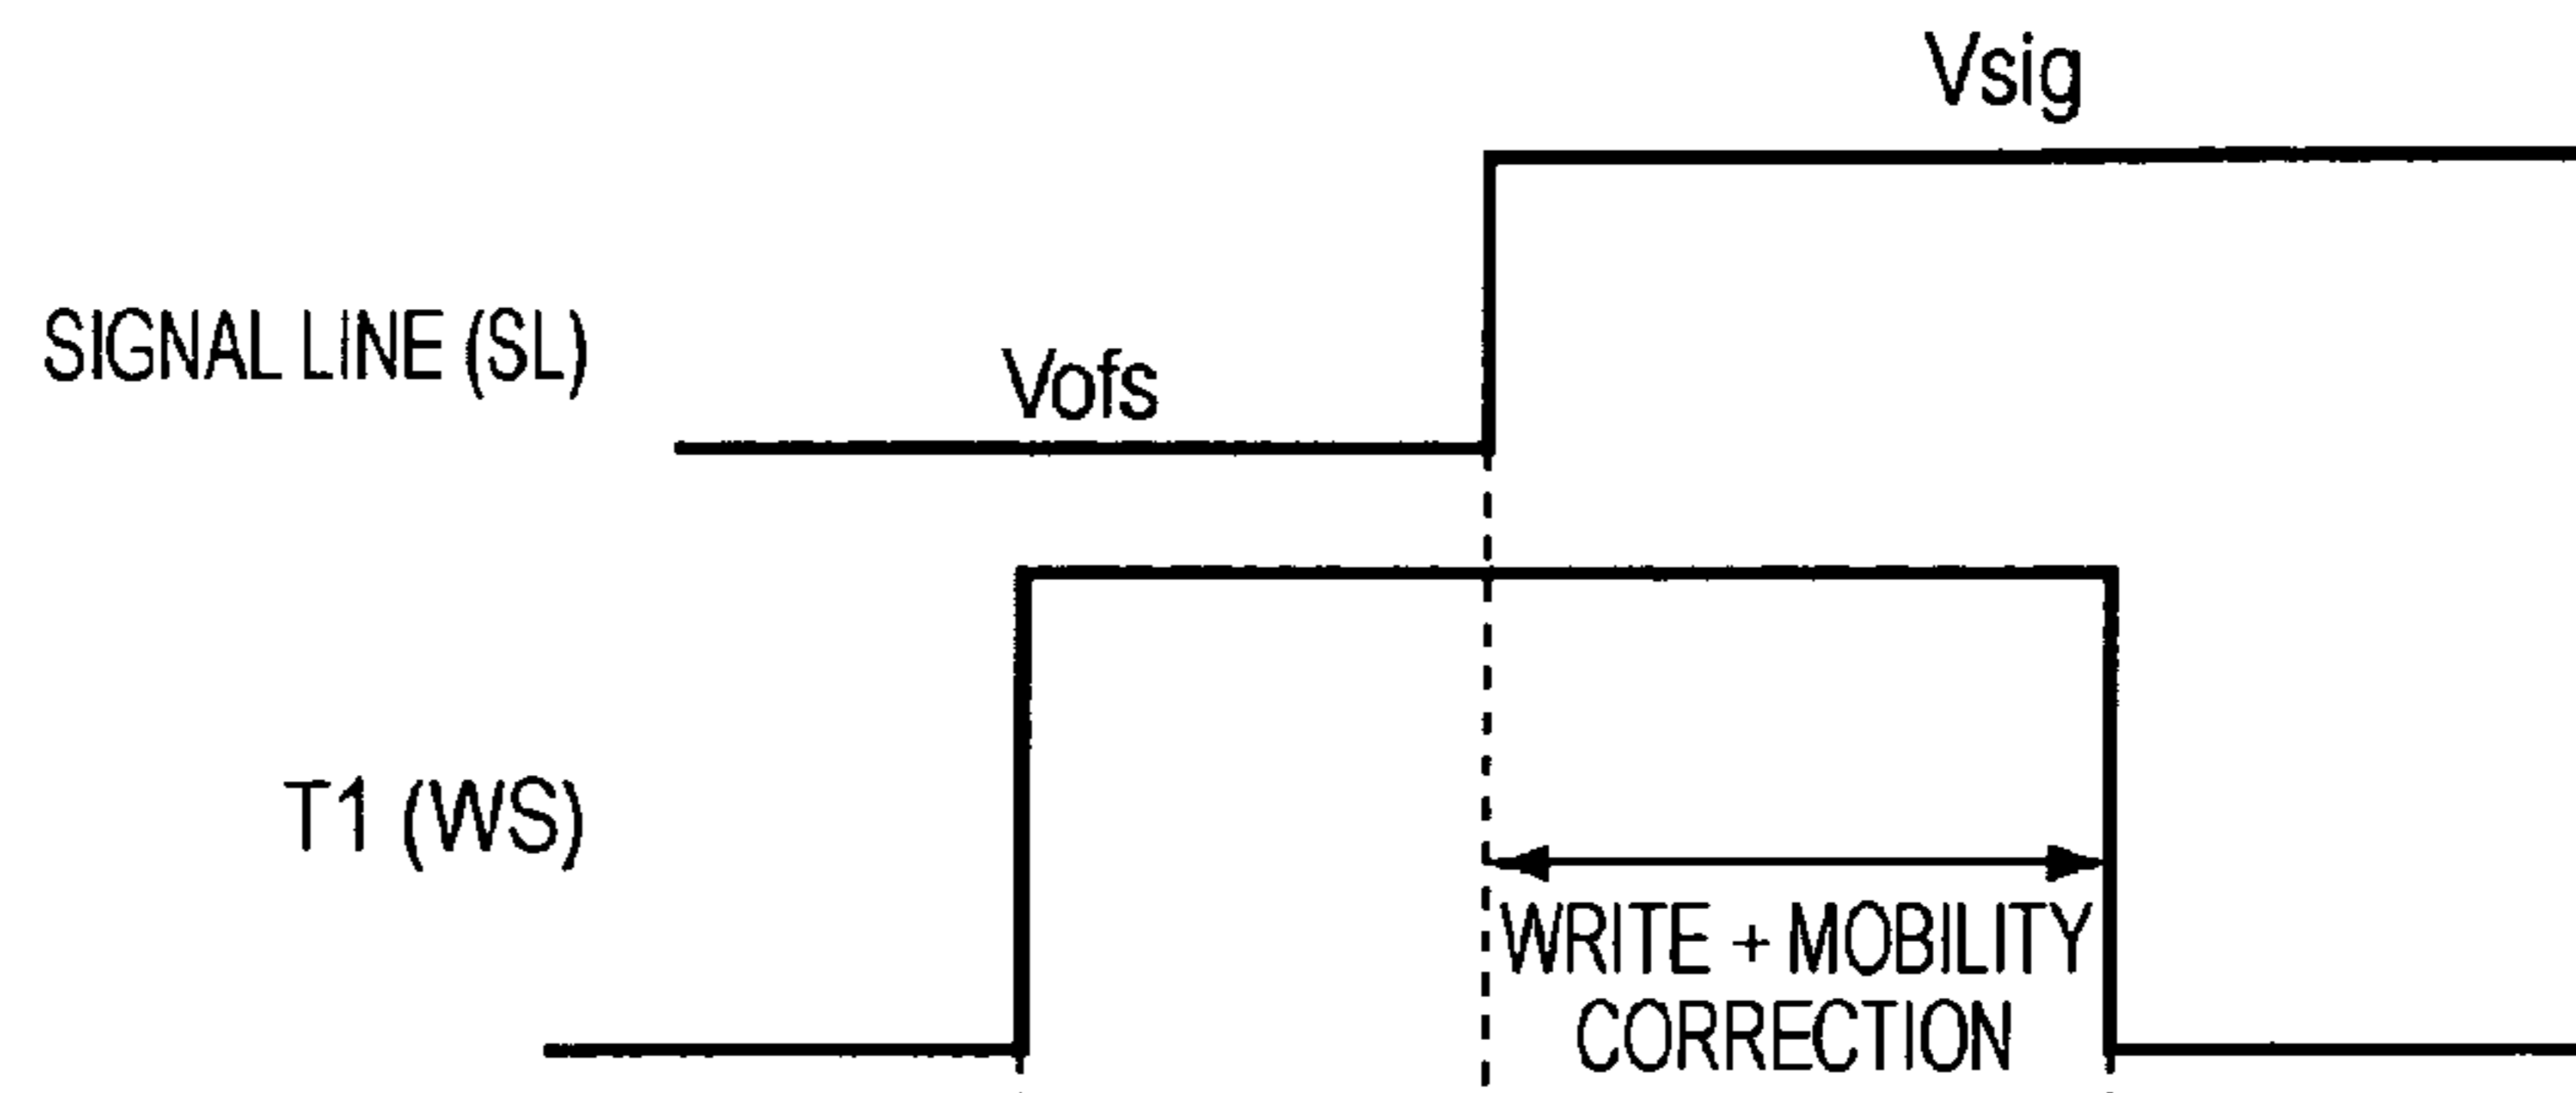 Vsig
SIGNAL LINE (SL)
Vofs
T1 (WS)
WRITE + MOBILITY
CORRECTION